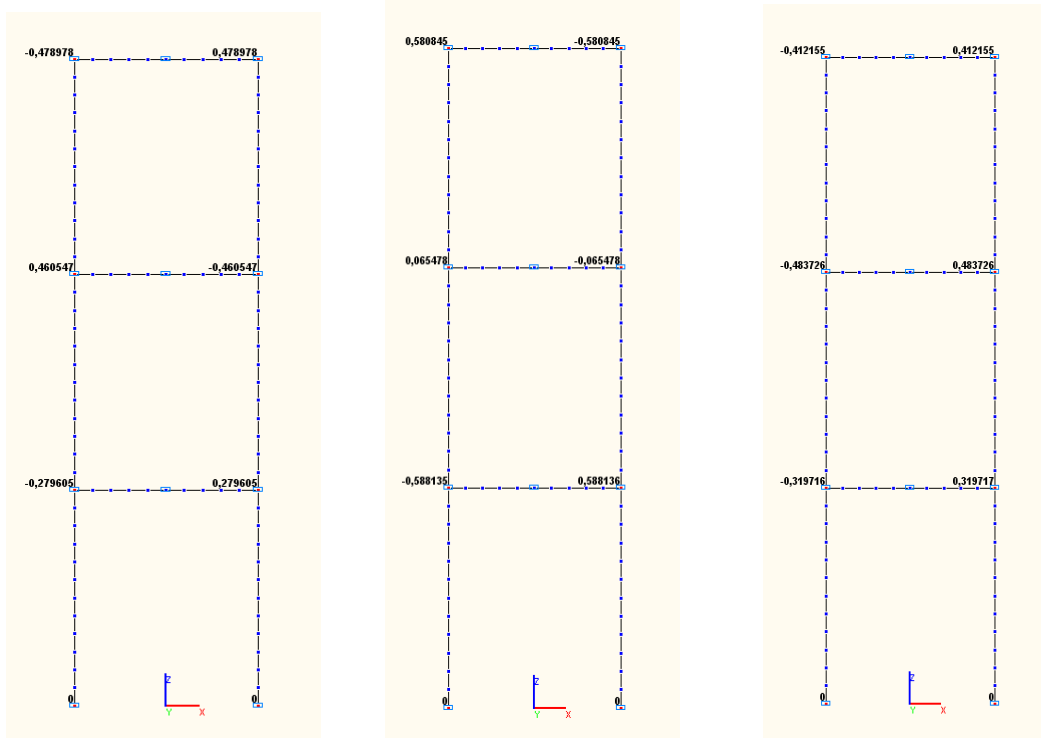 -0,478978 0,478978
0,460547 -0,460547
-0,279605 0,279605
0 0
Z
Y X
0,580845 -0,580845
0,065478 -0,065478
-0,588135 0,588136
0 0
Z
Y X
-0,412155 0,412155
-0,483726 0,483726
-0,319716 0,319717
0 0
Z
Y X